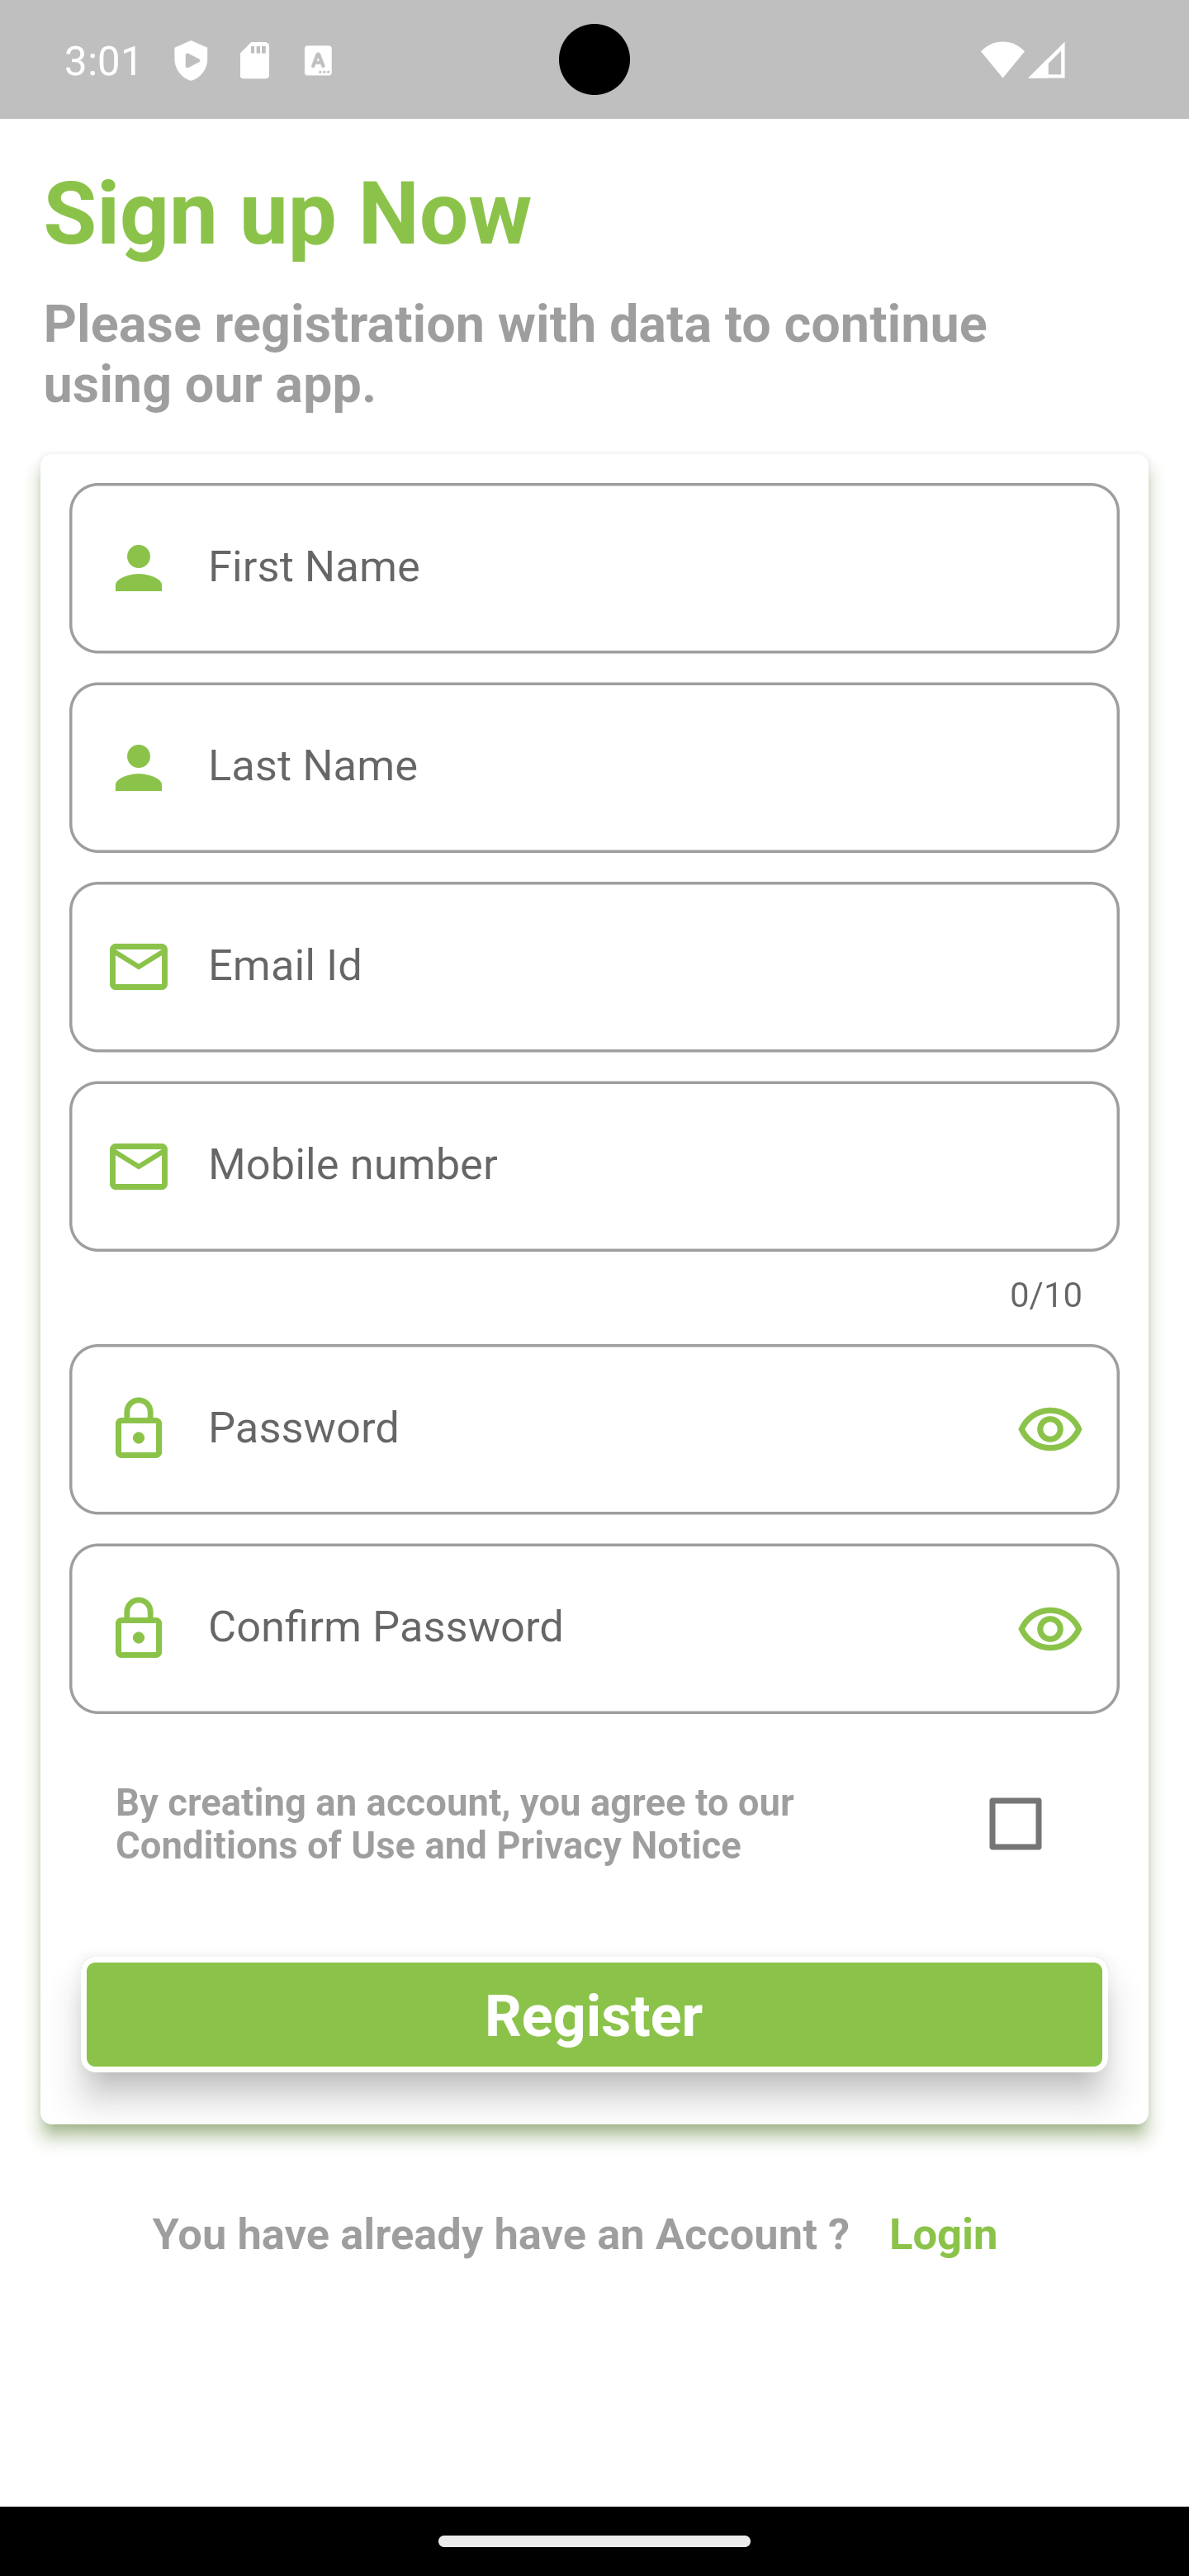 3:01
Sign up Now
Please registration with data to continue
using our app.
First Name
Last Name
Email Id
Mobile number
0/10
Password
Confirm Password
By creating an account, you agree to our
Conditions of Use and Privacy Notice
Register
You have already have an Account ? Login